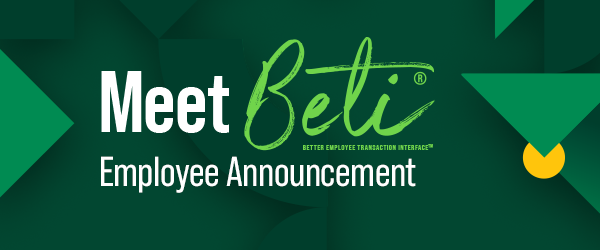 Meet Beti®
BETTER EMPLOYEE TRANSACTION INTERFACE™
Employee Announcement